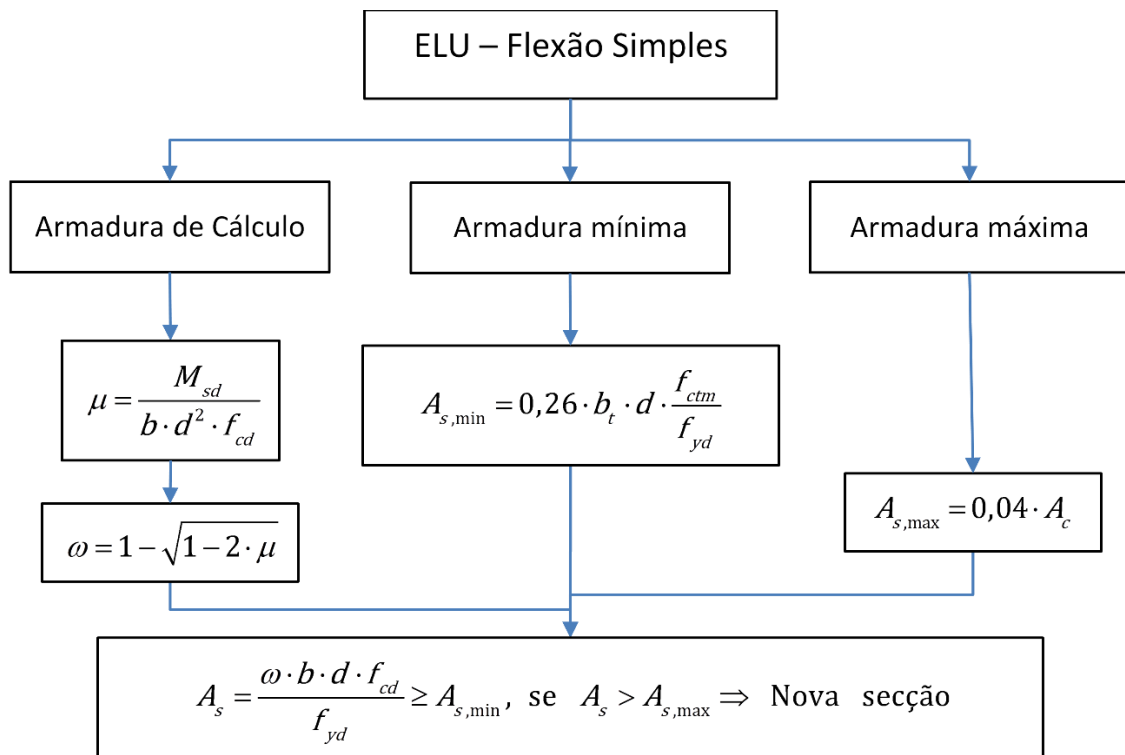 ELU – Flexão Simples
Armadura de Cálculo
Armadura mínima
Armadura máxima
μ = M_sd / (b · d² · f_cd)
A_s,min = 0,26 · b_t · d · f_ctm / f_yd
ω = 1 − √(1 − 2 · μ)
A_s,max = 0,04 · A_c
A_s = (ω · b · d · f_cd) / f_yd ≥ A_s,min, se A_s > A_s,max ⇒ Nova secção